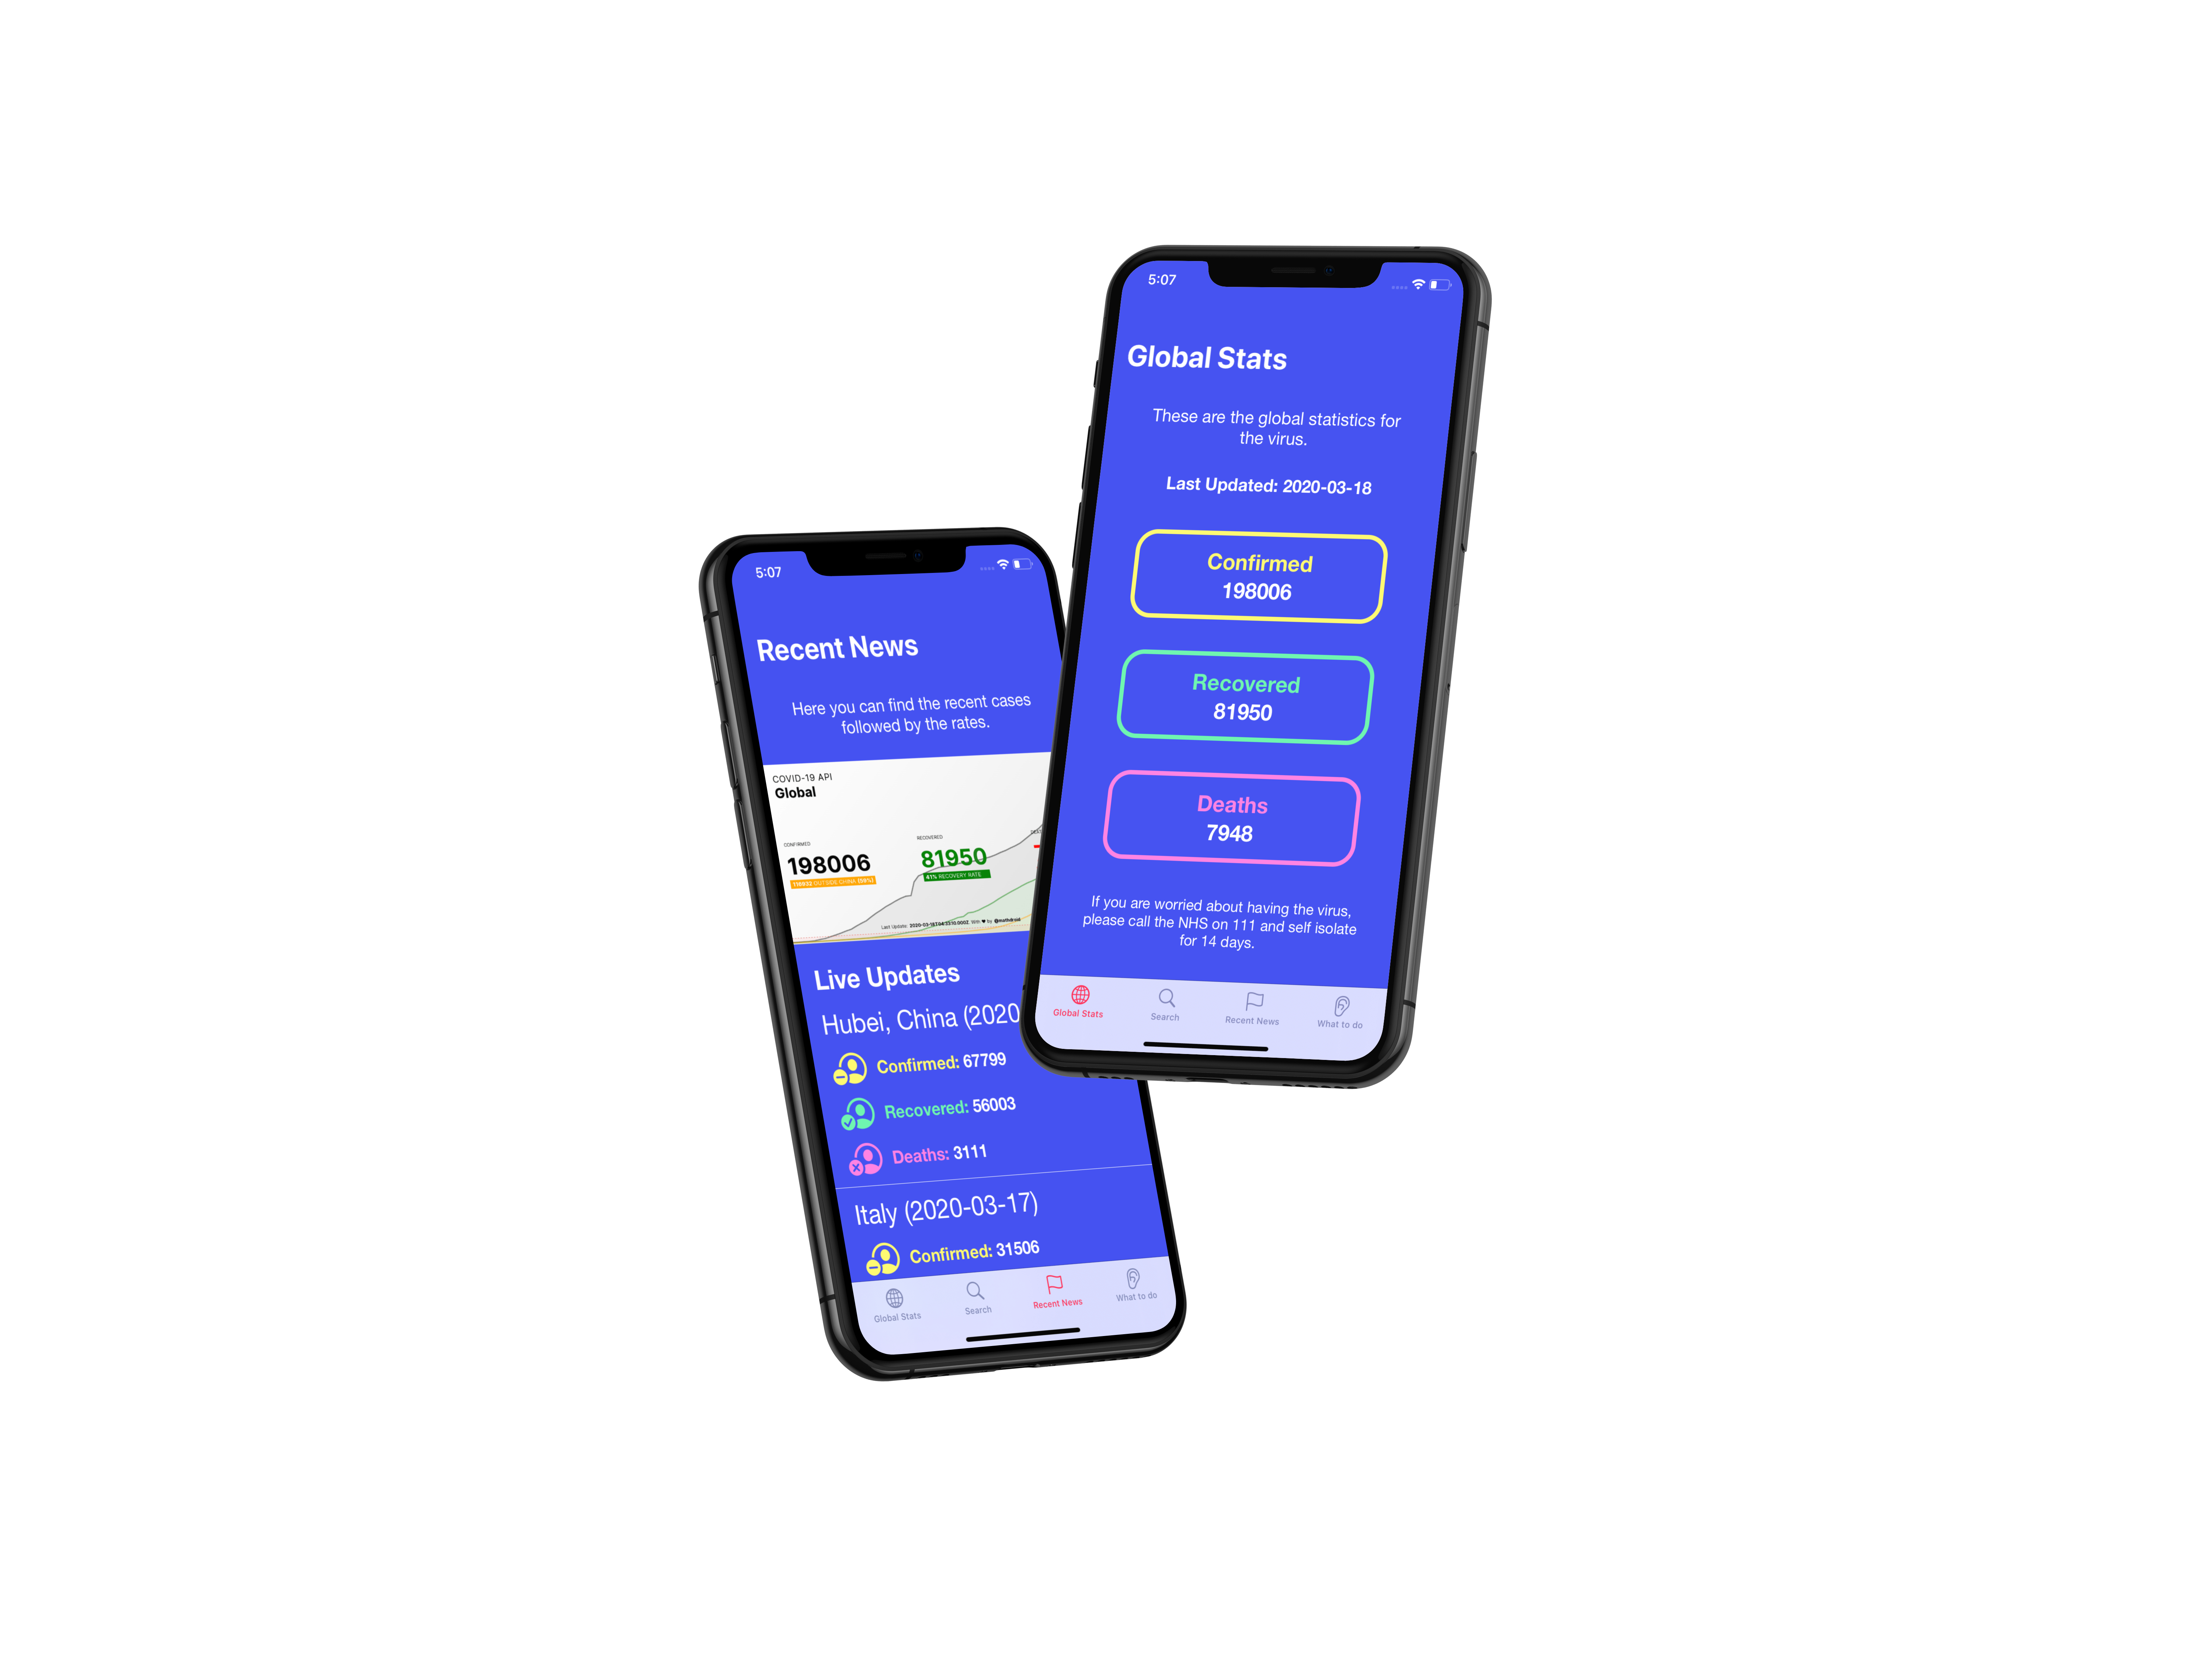 5:07
Recent News
Here you can find the recent cases
followed by the rates.
COVID-19 API
Global
CONFIRMED
198006
OUTSIDE CHINA
RECOVERED
81950
41% RECOVERY RATE
Last Update: With ♥ by @mathdroid
Live Updates
Hubei, China (2020
Confirmed: 67799
Recovered: 56003
Deaths: 3111
Italy (2020-03-17)
Confirmed: 31506
Global Stats
Search
Recent News
What to do
5:07
Global Stats
These are the global statistics for
the virus.
Last Updated: 2020-03-18
Confirmed
198006
Recovered
81950
Deaths
7948
If you are worried about having the virus,
please call the NHS on 111 and self isolate
for 14 days.
Global Stats
Search
Recent News
What to do